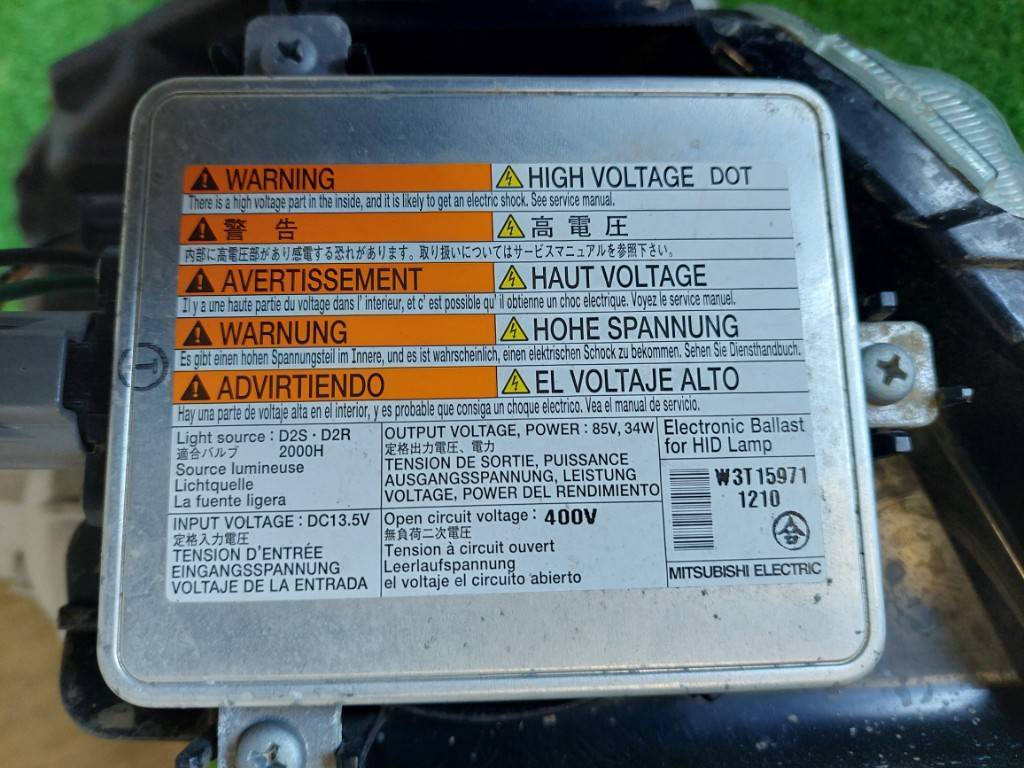 WARNING
HIGH VOLTAGE DOT
There is a high voltage part in the inside, and it is likely to get an electric shock. See service manual.
警告
高電圧
内部に高電圧部があり感電する恐れがあります。取り扱いについてはサービスマニュアルを参照下さい。
AVERTISSEMENT
HAUT VOLTAGE
Il y a une haute partie du voltage dans l' interieur, et c' est possible qu' il obtienne un choc electrique. Voyez le service manuel.
WARNUNG
HOHE SPANNUNG
Es gibt einen hohen Spannungsteil im Innere, und es ist wahrscheinlich, einen elektrischen Schock zu bekommen. Sehen Sie Diensthandbuch.
ADVIRTIENDO
EL VOLTAJE ALTO
Hay una parte de voltaje alta en el interior, y es probable que consiga un choque electrico. Vea el manual de servicio.
Light source : D2S · D2R
適合バルブ 2000H
Source lumineuse
Lichtquelle
La fuente ligera
OUTPUT VOLTAGE, POWER : 85V, 34W
定格出力電圧、電力
TENSION DE SORTIE, PUISSANCE
AUSGANGSSPANNUNG, LEISTUNG
VOLTAGE, POWER DEL RENDIMIENTO
Electronic Ballast
for HID Lamp
W3T15971
1210
INPUT VOLTAGE : DC13.5V
定格入力電圧
TENSION D'ENTRÉE
EINGANGSSPANNUNG
VOLTAJE DE LA ENTRADA
Open circuit voltage : 400V
無負荷二次電圧
Tension à circuit ouvert
Leerlaufspannung
el voltaje el circuito abierto
MITSUBISHI ELECTRIC